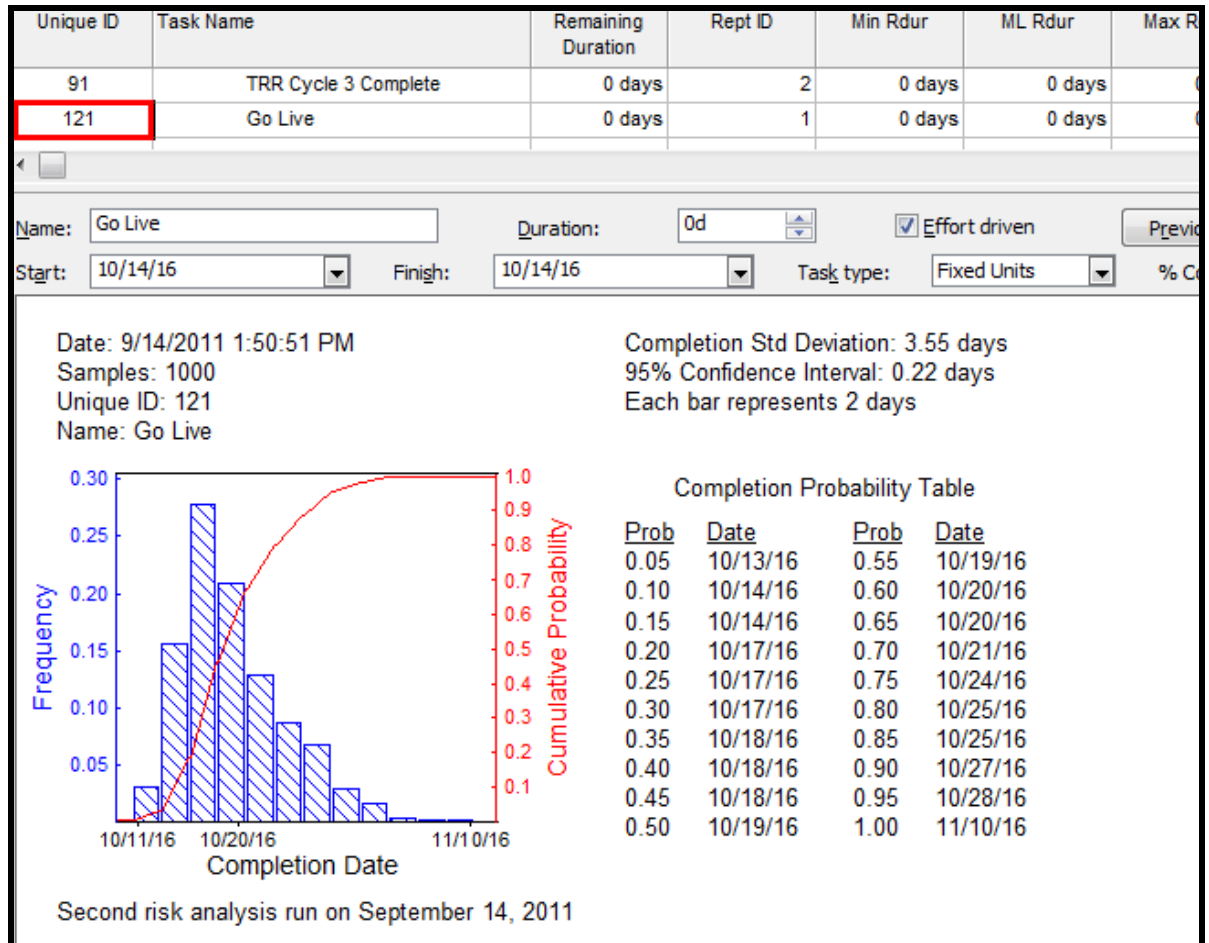 Unique ID Task Name Remaining Duration Rept ID Min Rdur ML Rdur Max R
91 TRR Cycle 3 Complete 0 days 2 0 days 0 days
121 Go Live 0 days 1 0 days 0 days
Name: Go Live Duration: 0d Effort driven Previo
Start: 10/14/16 Finish: 10/14/16 Task type: Fixed Units % Co
Date: 9/14/2011 1:50:51 PM
Samples: 1000
Unique ID: 121
Name: Go Live
Completion Std Deviation: 3.55 days
95% Confidence Interval: 0.22 days
Each bar represents 2 days
Frequency
0.30
0.25
0.20
0.15
0.10
0.05
1.0
0.9
0.8
0.7
0.6
0.5
0.4
0.3
0.2
0.1
Cumulative Probability
10/11/16 10/20/16 11/10/16
Completion Date
Completion Probability Table
Prob Date Prob Date
0.05 10/13/16 0.55 10/19/16
0.10 10/14/16 0.60 10/20/16
0.15 10/14/16 0.65 10/20/16
0.20 10/17/16 0.70 10/21/16
0.25 10/17/16 0.75 10/24/16
0.30 10/17/16 0.80 10/25/16
0.35 10/18/16 0.85 10/25/16
0.40 10/18/16 0.90 10/27/16
0.45 10/18/16 0.95 10/28/16
0.50 10/19/16 1.00 11/10/16
Second risk analysis run on September 14, 2011